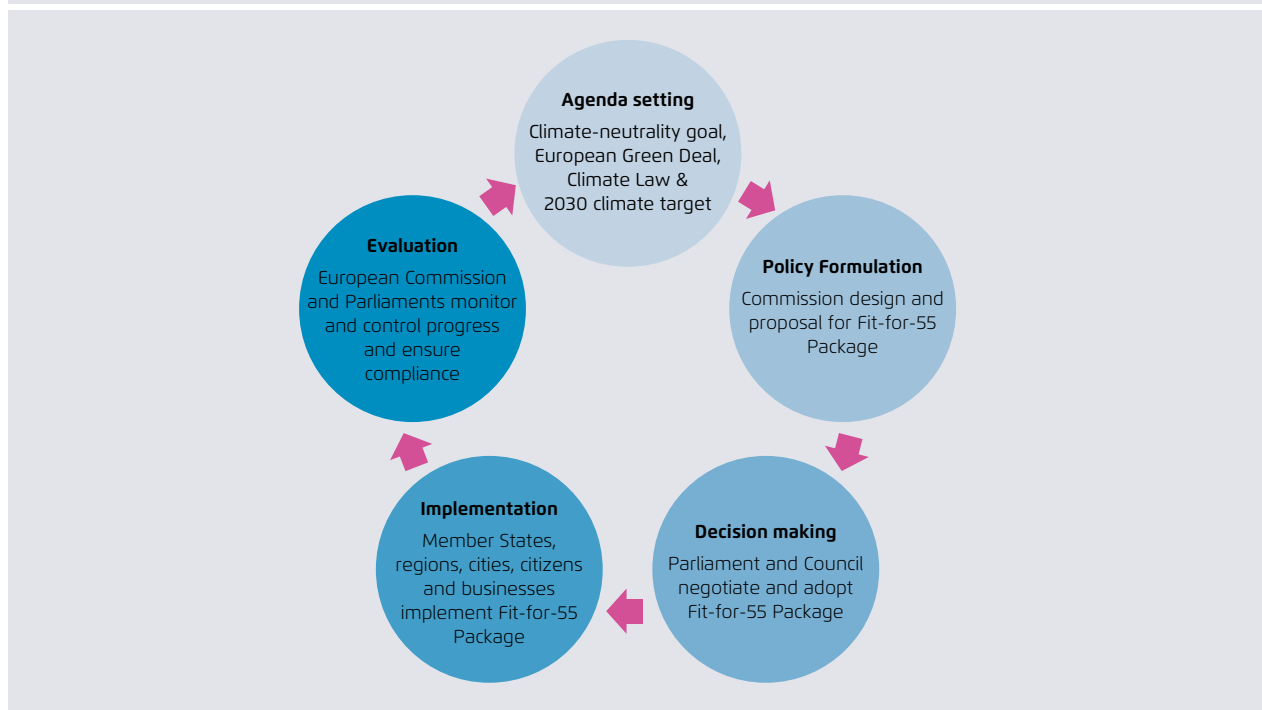 Agenda setting
Climate-neutrality goal,
European Green Deal,
Climate Law &
2030 climate target
Policy Formulation
Commission design and
proposal for Fit-for-55
Package
Decision making
Parliament and Council
negotiate and adopt
Fit-for-55 Package
Implementation
Member States,
regions, cities, citizens
and businesses
implement Fit-for-55
Package
Evaluation
European Commission
and Parliaments monitor
and control progress
and ensure
compliance